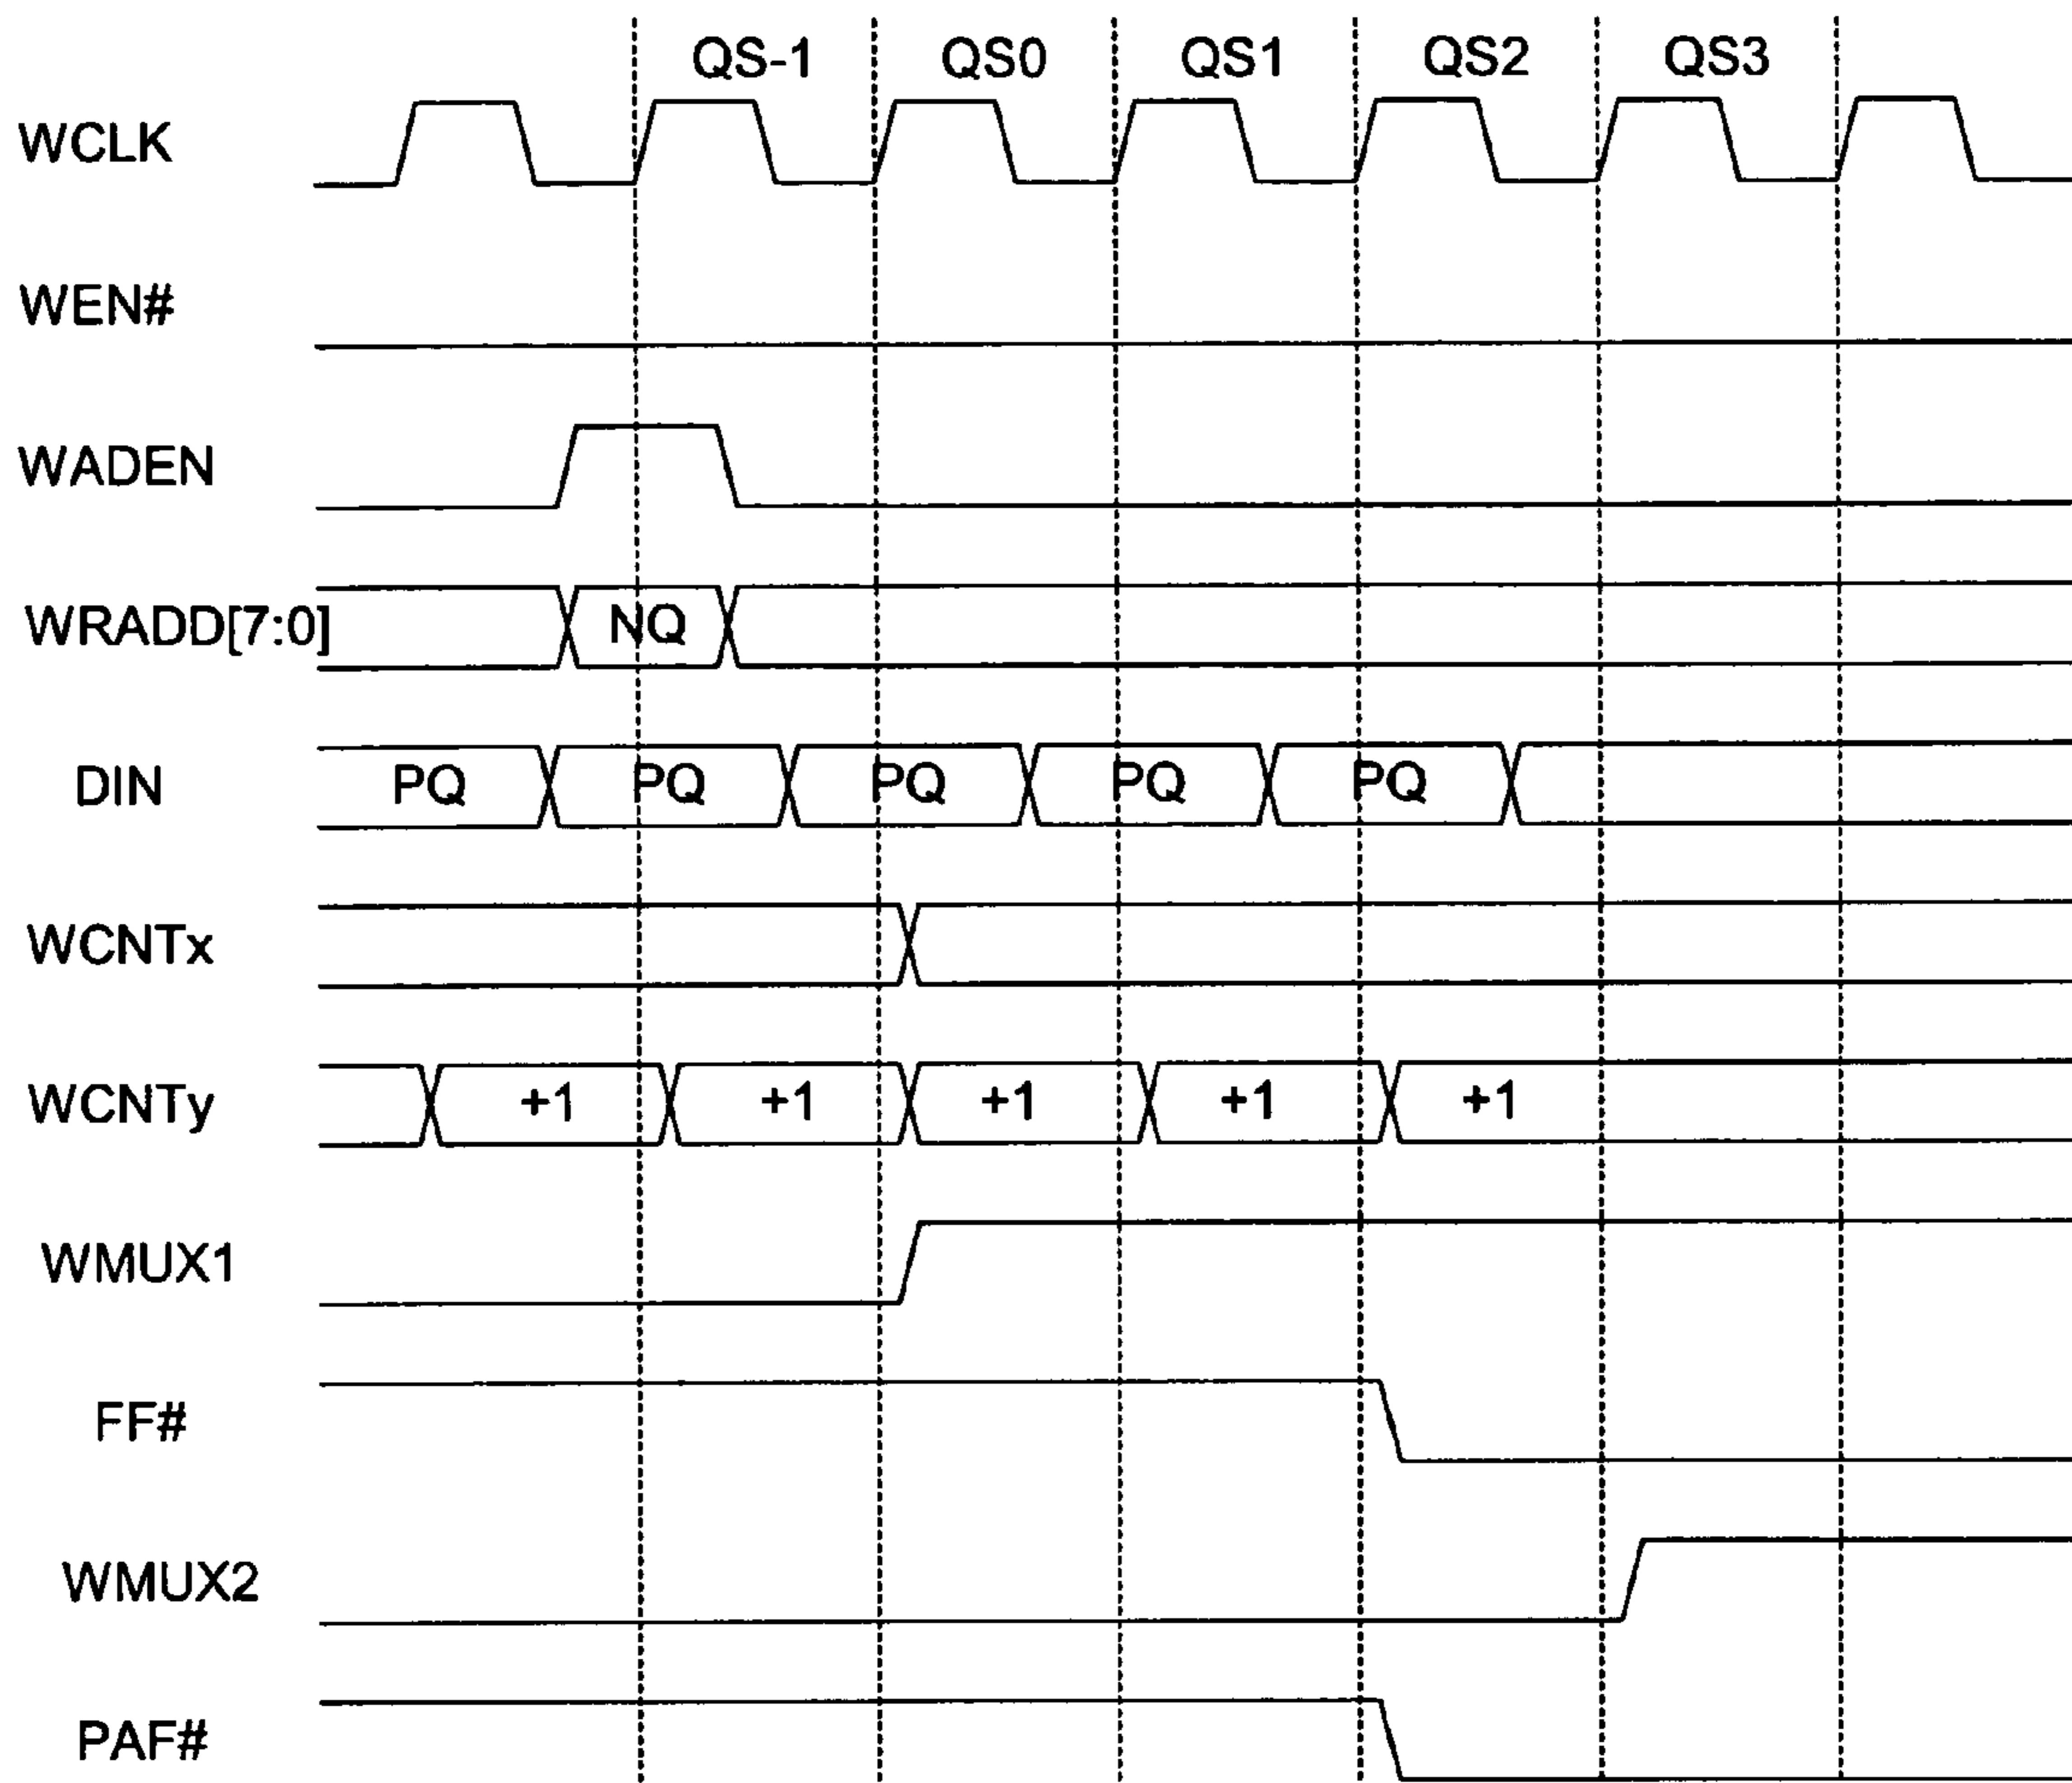 QS-1 QS0 QS1 QS2 QS3
WCLK
WEN#
WADEN
WRADD[7:0] NQ
DIN PQ PQ PQ PQ PQ
WCNTx
WCNTy +1 +1 +1 +1 +1
WMUX1
FF#
WMUX2
PAF#